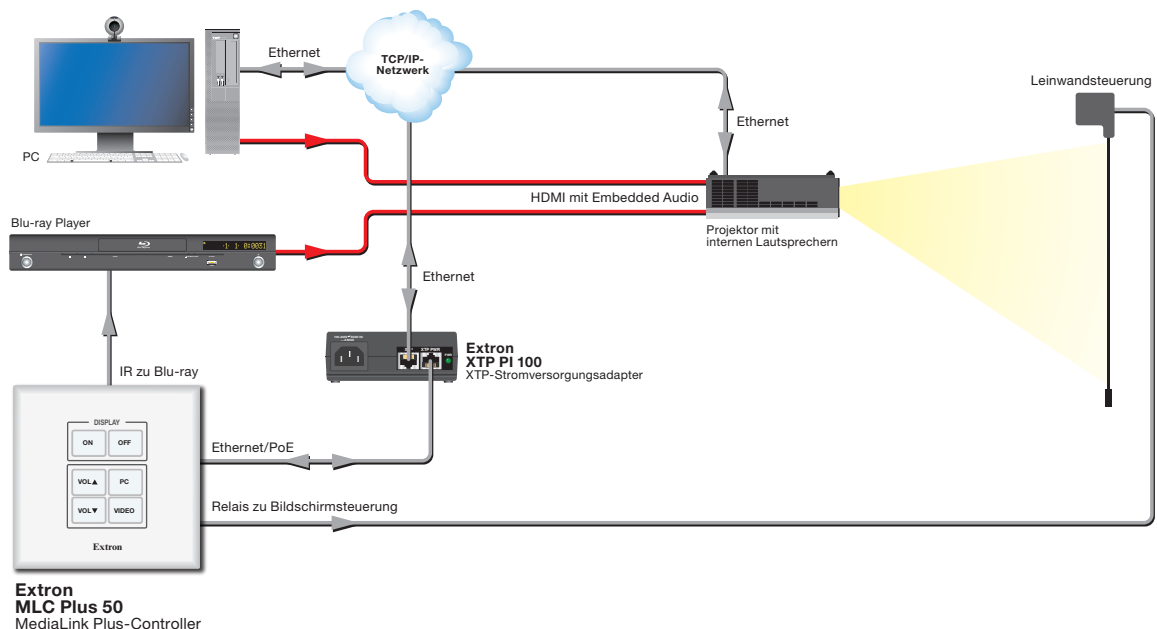 Ethernet
TCP/IP-
Netzwerk
Leinwandsteuerung
Ethernet
PC
HDMI mit Embedded Audio
Projektor mit
internen Lautsprechern
Blu-ray Player
Ethernet
XTP PWR
Extron
XTP PI 100
XTP-Stromversorgungsadapter
IR zu Blu-ray
DISPLAY
ON
OFF
VOL▲
PC
VOL▼
VIDEO
Extron
Ethernet/PoE
Relais zu Bildschirmsteuerung
Extron
MLC Plus 50
MediaLink Plus-Controller